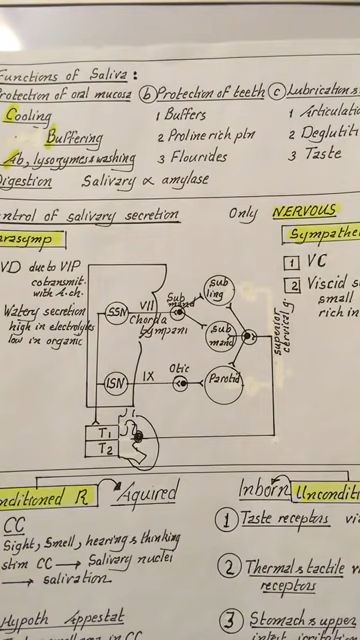 Functions of Saliva :
Protection of oral mucosa (b) Protection of teeth (c) Lubrication s
Cooling 1 Buffers 1 Articulatio
Buffering 2 Proline rich ptn 2 Deglutiti
Ab, lysozymes & washing 3 Flourides 3 Taste
Digestion Salivary ∝ amylase
ontrol of salivary secretion Only NERVOUS
arasymp Sympathe
VD due to VIP
cotransmit.
with A.ch.
Watery secretion
high in electrolytes
low in organic
1 VC
2 Viscid s
small
rich in
SSN VII
Chorda
tympani
Sub
mand
sub
ling
sub
mand
superior
cervical g
ISN IX Otic Parotid
T1
T2
nditioned R Aquired Inborn Unconditi
CC
Sight, Smell, hearing & thinking
stim CC → Salivary nuclei
→ salivation
1 Taste receptors vi
2 Thermal & tactile v
receptors
Hypoth Appestat
3 Stomach & upper